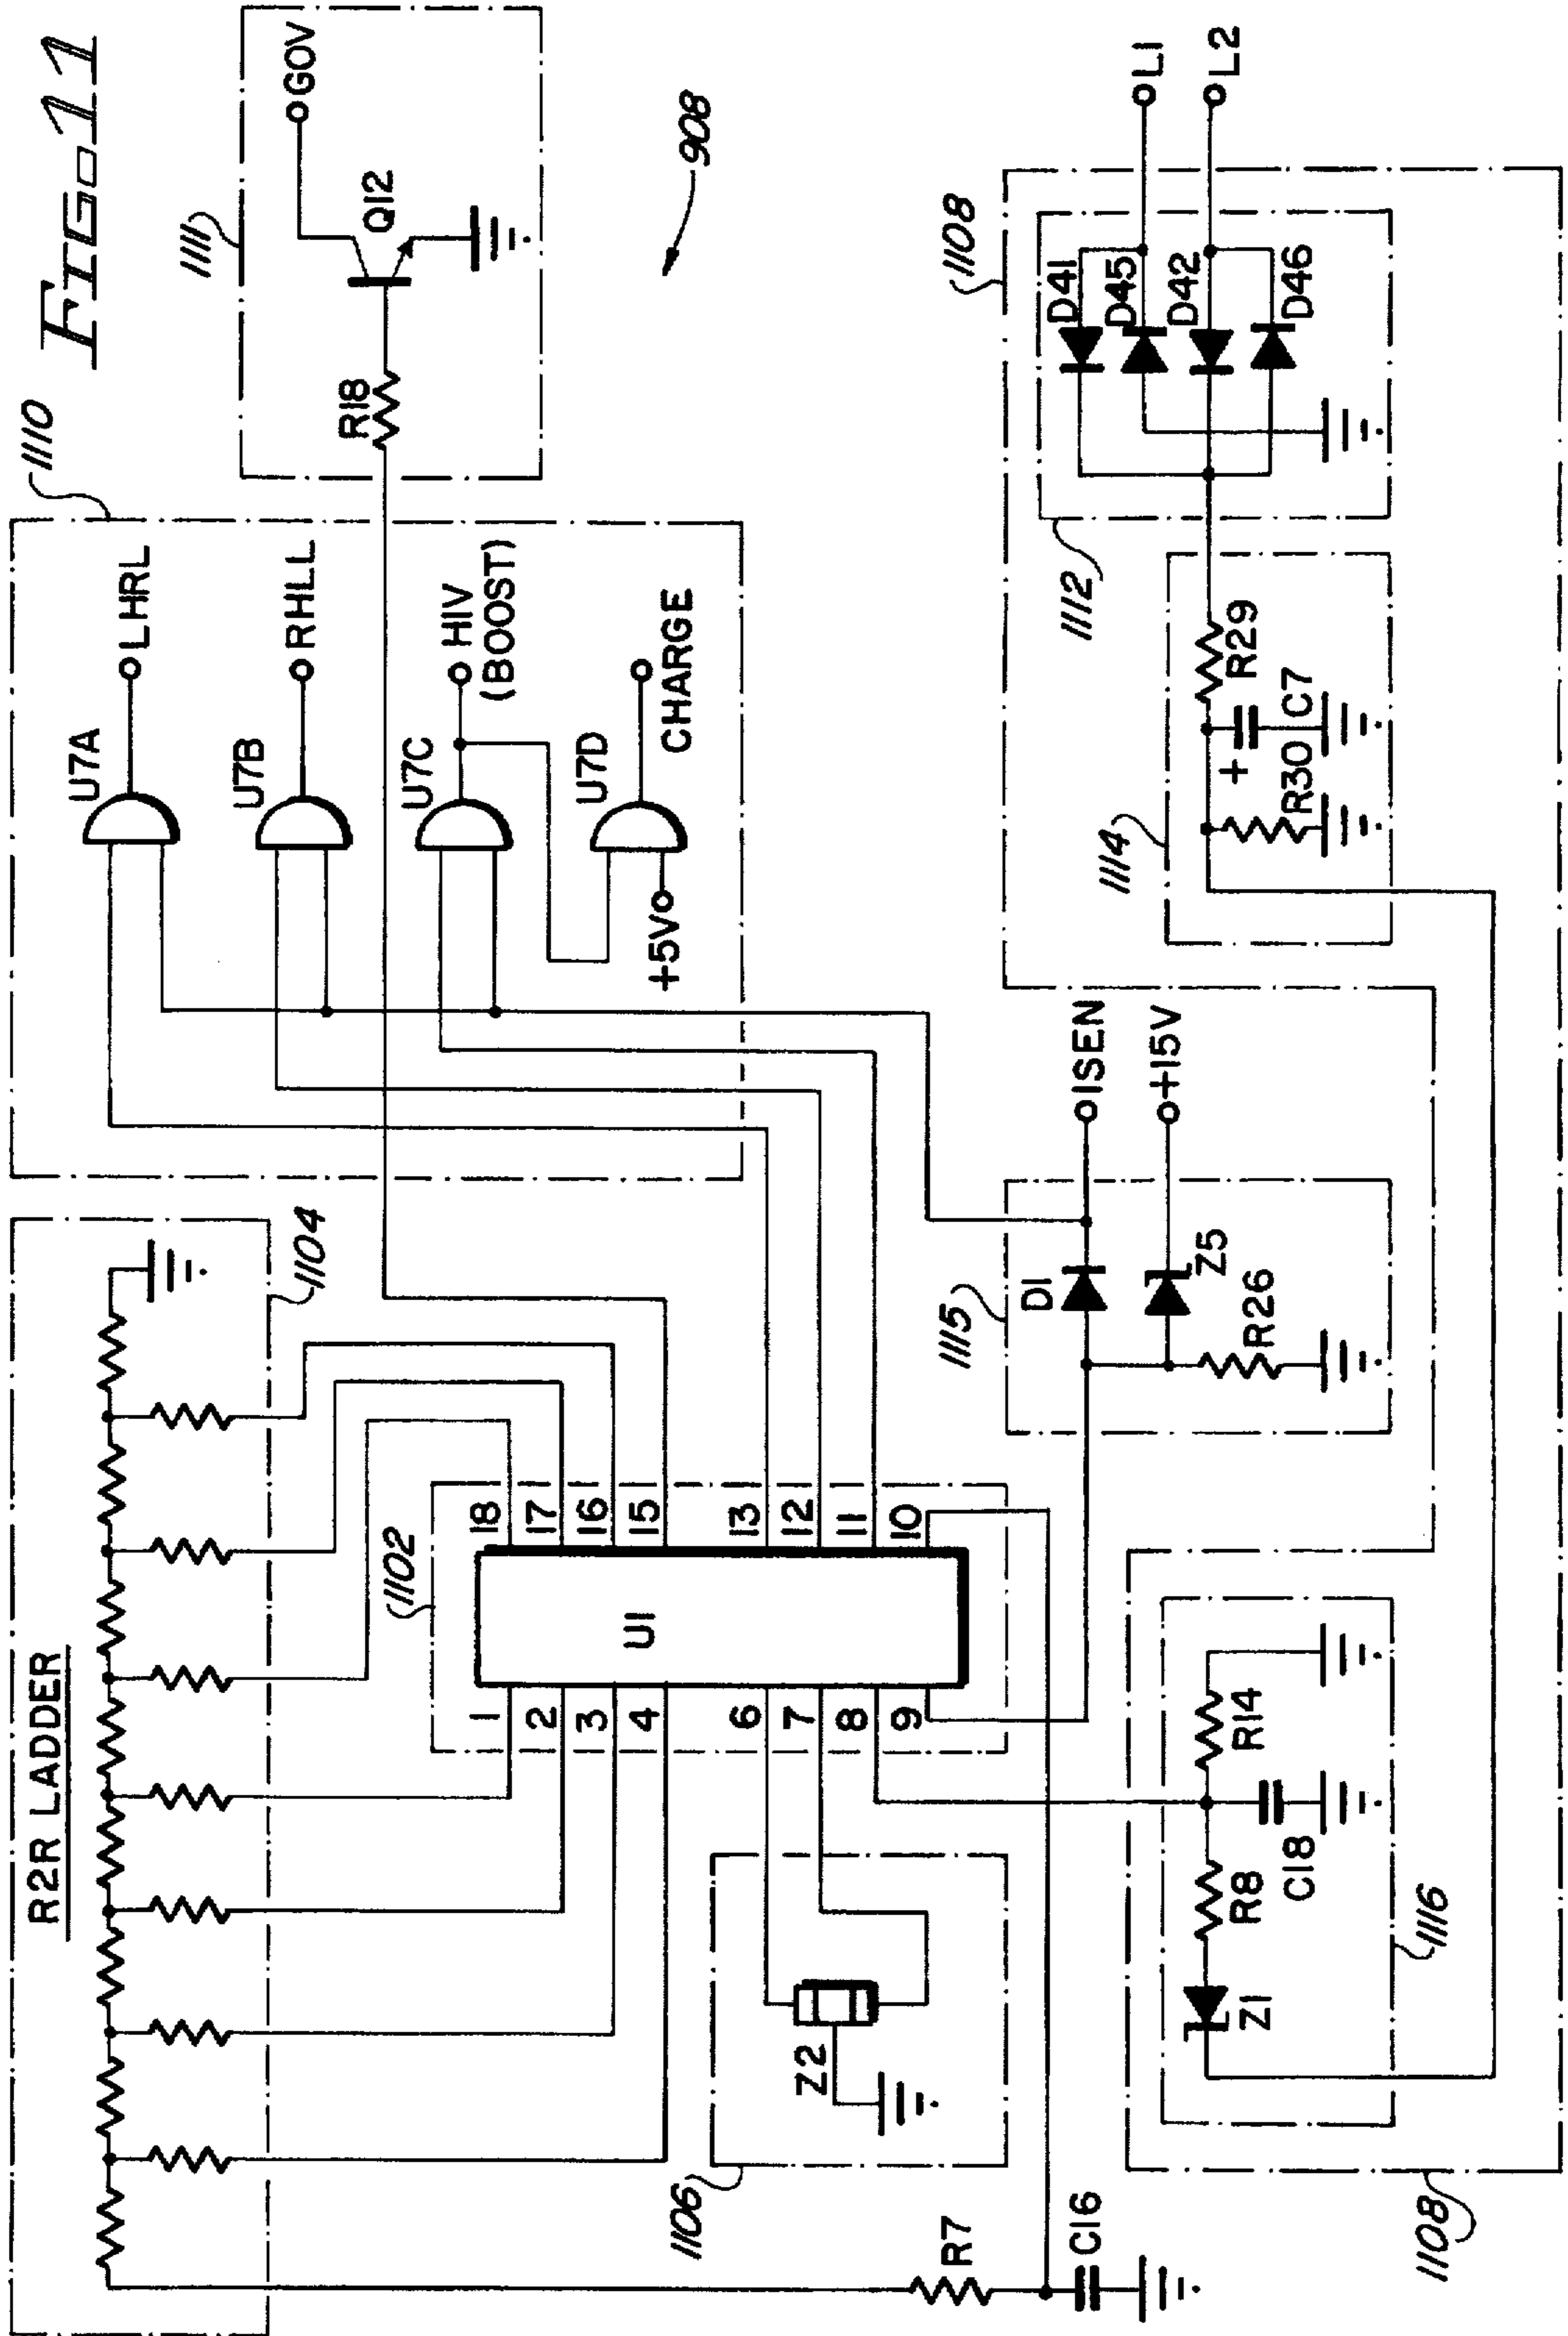 FIG. 11
908
R2R LADDER
1104
1110
U7A
LHRL
U7B
RHLL
U7C
HIV
(BOOST)
U7D
CHARGE
+5V
1111
R18
Q12
GOV
1102
U1
1
2
3
4
6
7
8
9
18
17
16
15
13
12
11
10
1106
Z2
R7
C16
1115
D1
Z5
R26
ISEN
+15V
1108
1116
Z1
R8
C18
R14
1114
R30
C7
+
R29
1112
D41
D45
D42
D46
1108
L1
L2